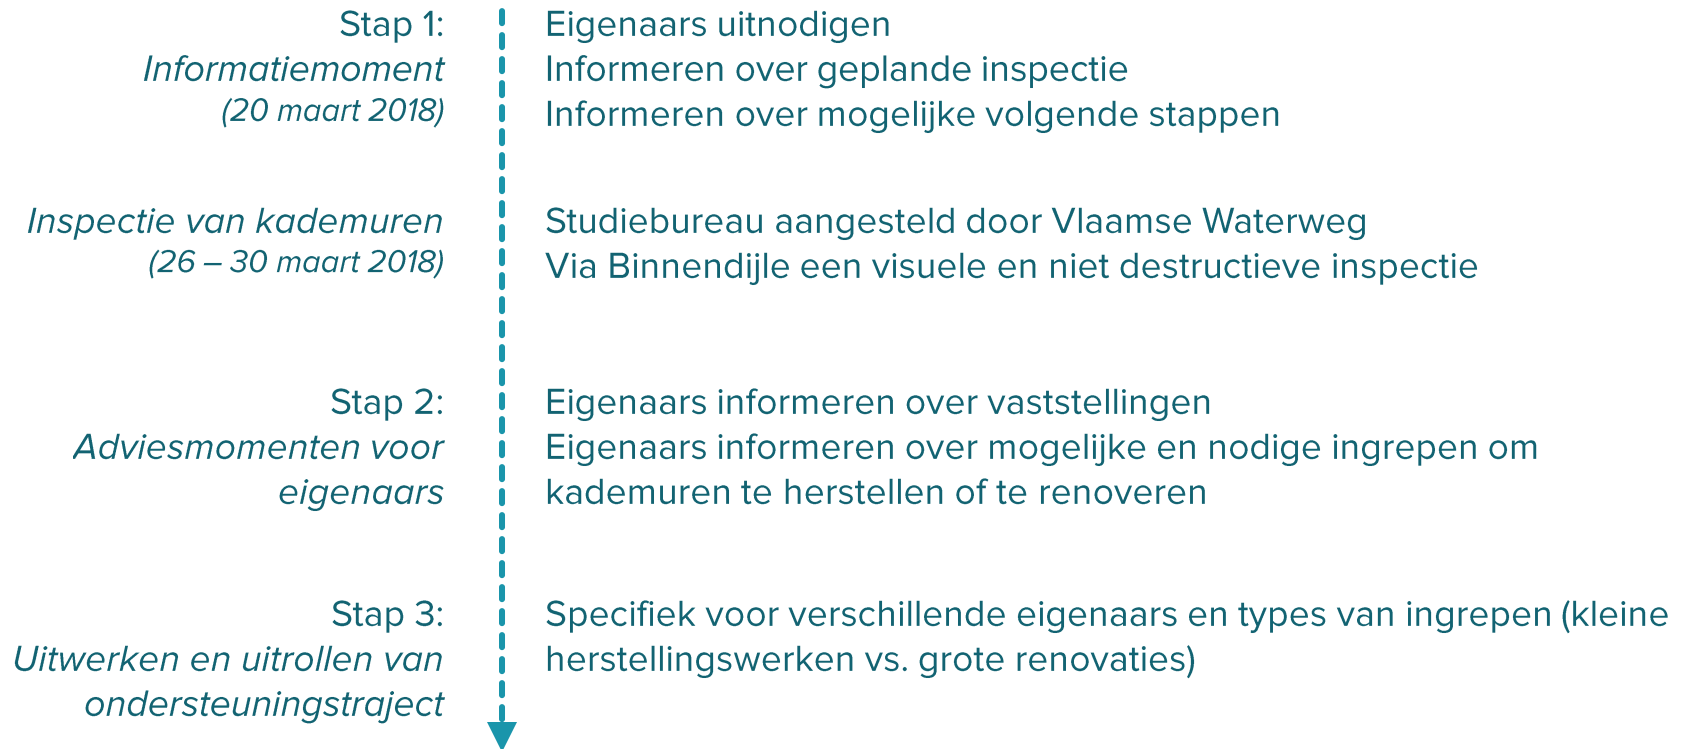 Stap 1:
Informatiemoment
(20 maart 2018)
Eigenaars uitnodigen
Informeren over geplande inspectie
Informeren over mogelijke volgende stappen
Inspectie van kademuren
(26 – 30 maart 2018)
Studiebureau aangesteld door Vlaamse Waterweg
Via Binnendijle een visuele en niet destructieve inspectie
Stap 2:
Adviesmomenten voor
eigenaars
Eigenaars informeren over vaststellingen
Eigenaars informeren over mogelijke en nodige ingrepen om
kademuren te herstellen of te renoveren
Stap 3:
Uitwerken en uitrollen van
ondersteuningstraject
Specifiek voor verschillende eigenaars en types van ingrepen (kleine
herstellingswerken vs. grote renovaties)